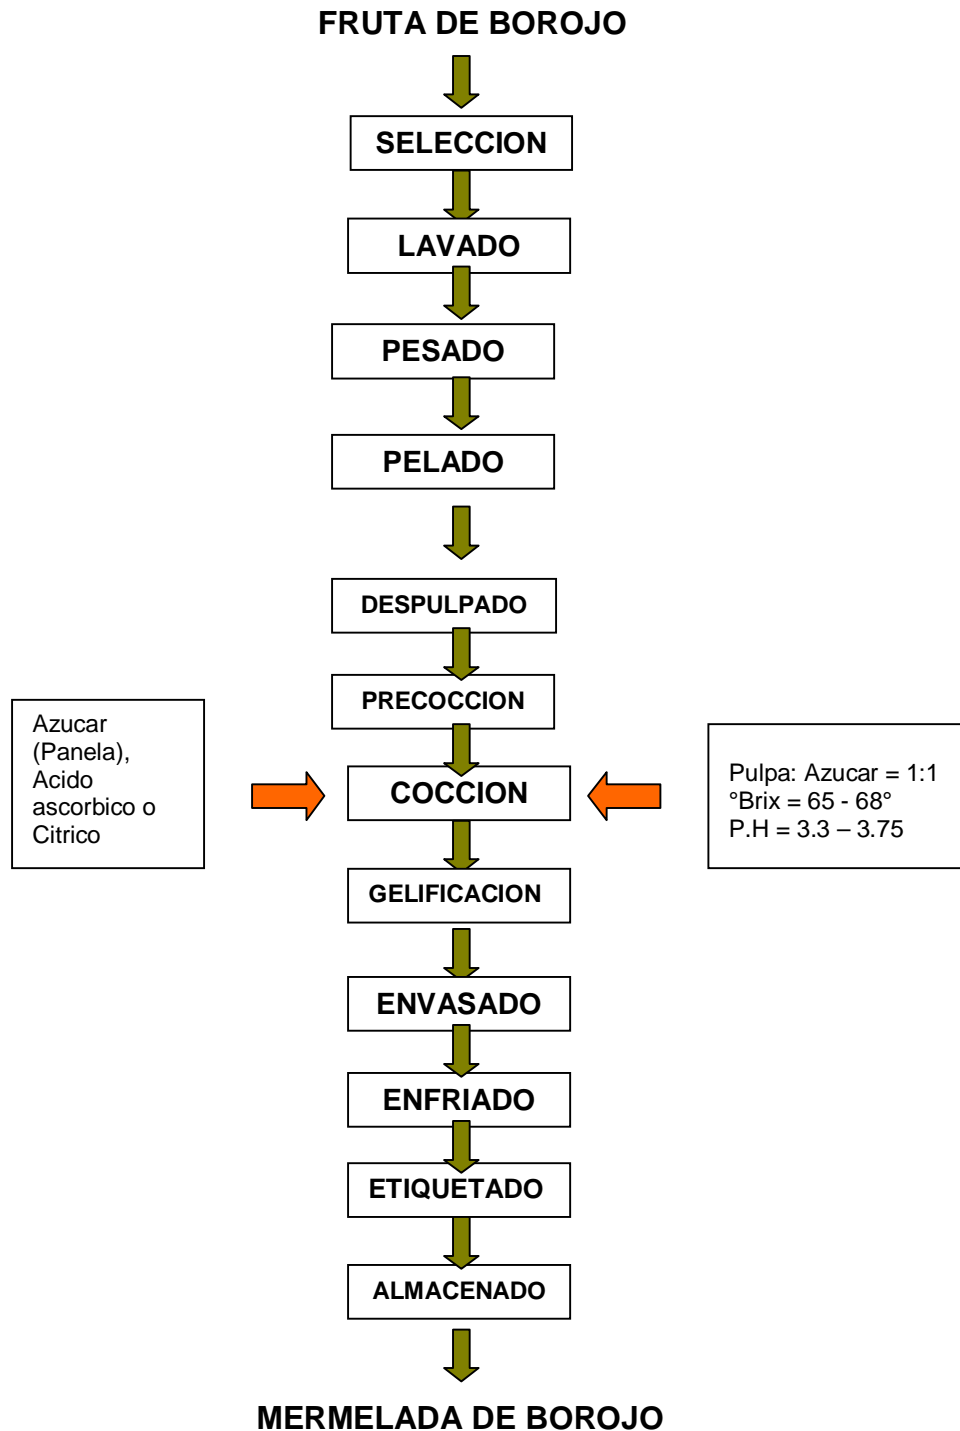 FRUTA DE BOROJO
SELECCION
LAVADO
PESADO
PELADO
DESPULPADO
PRECOCCION
Azucar
(Panela),
Acido
ascorbico o
Citrico
COCCION
Pulpa: Azucar = 1:1
°Brix = 65 - 68°
P.H = 3.3 – 3.75
GELIFICACION
ENVASADO
ENFRIADO
ETIQUETADO
ALMACENADO
MERMELADA DE BOROJO